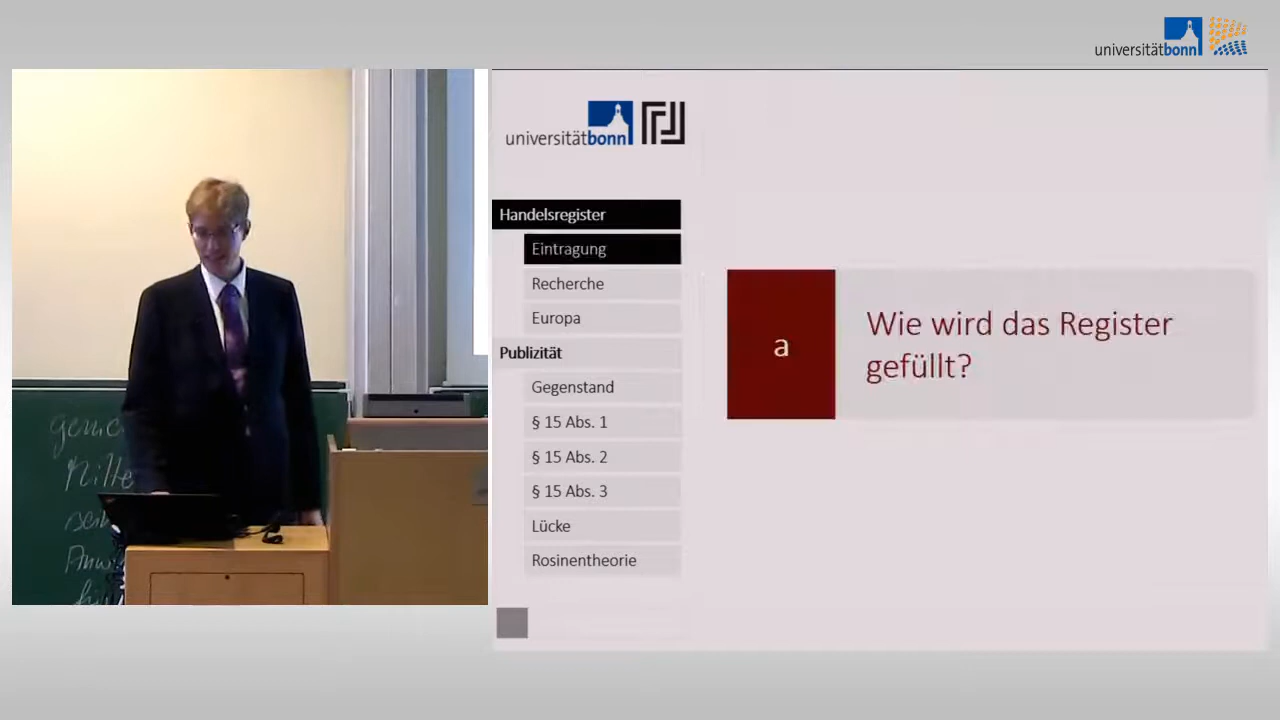 universitätbonn
universitätbonn
Handelsregister
Eintragung
Recherche
Europa
Publizität
Gegenstand
§ 15 Abs. 1
§ 15 Abs. 2
§ 15 Abs. 3
Lücke
Rosinentheorie
a
Wie wird das Register
gefüllt?